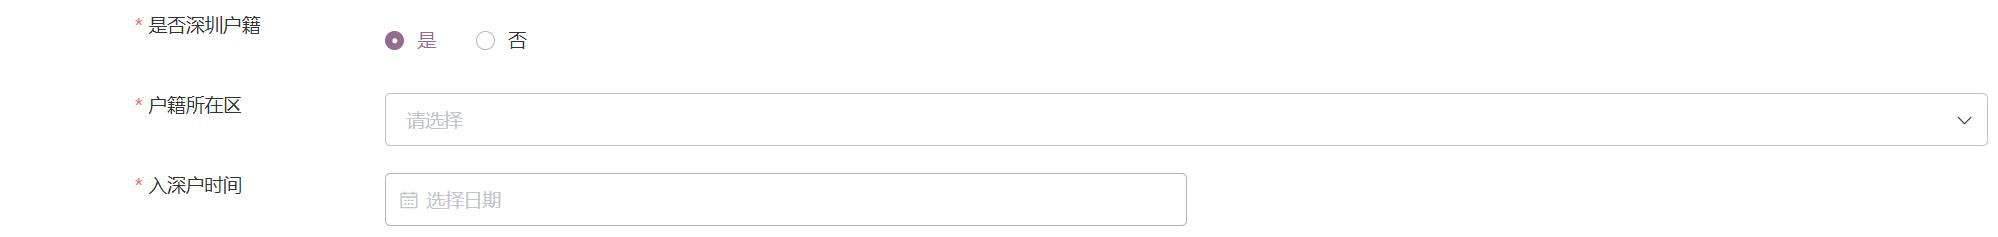 * 是否深圳户籍
是 否
* 户籍所在区
请选择
* 入深户时间
选择日期